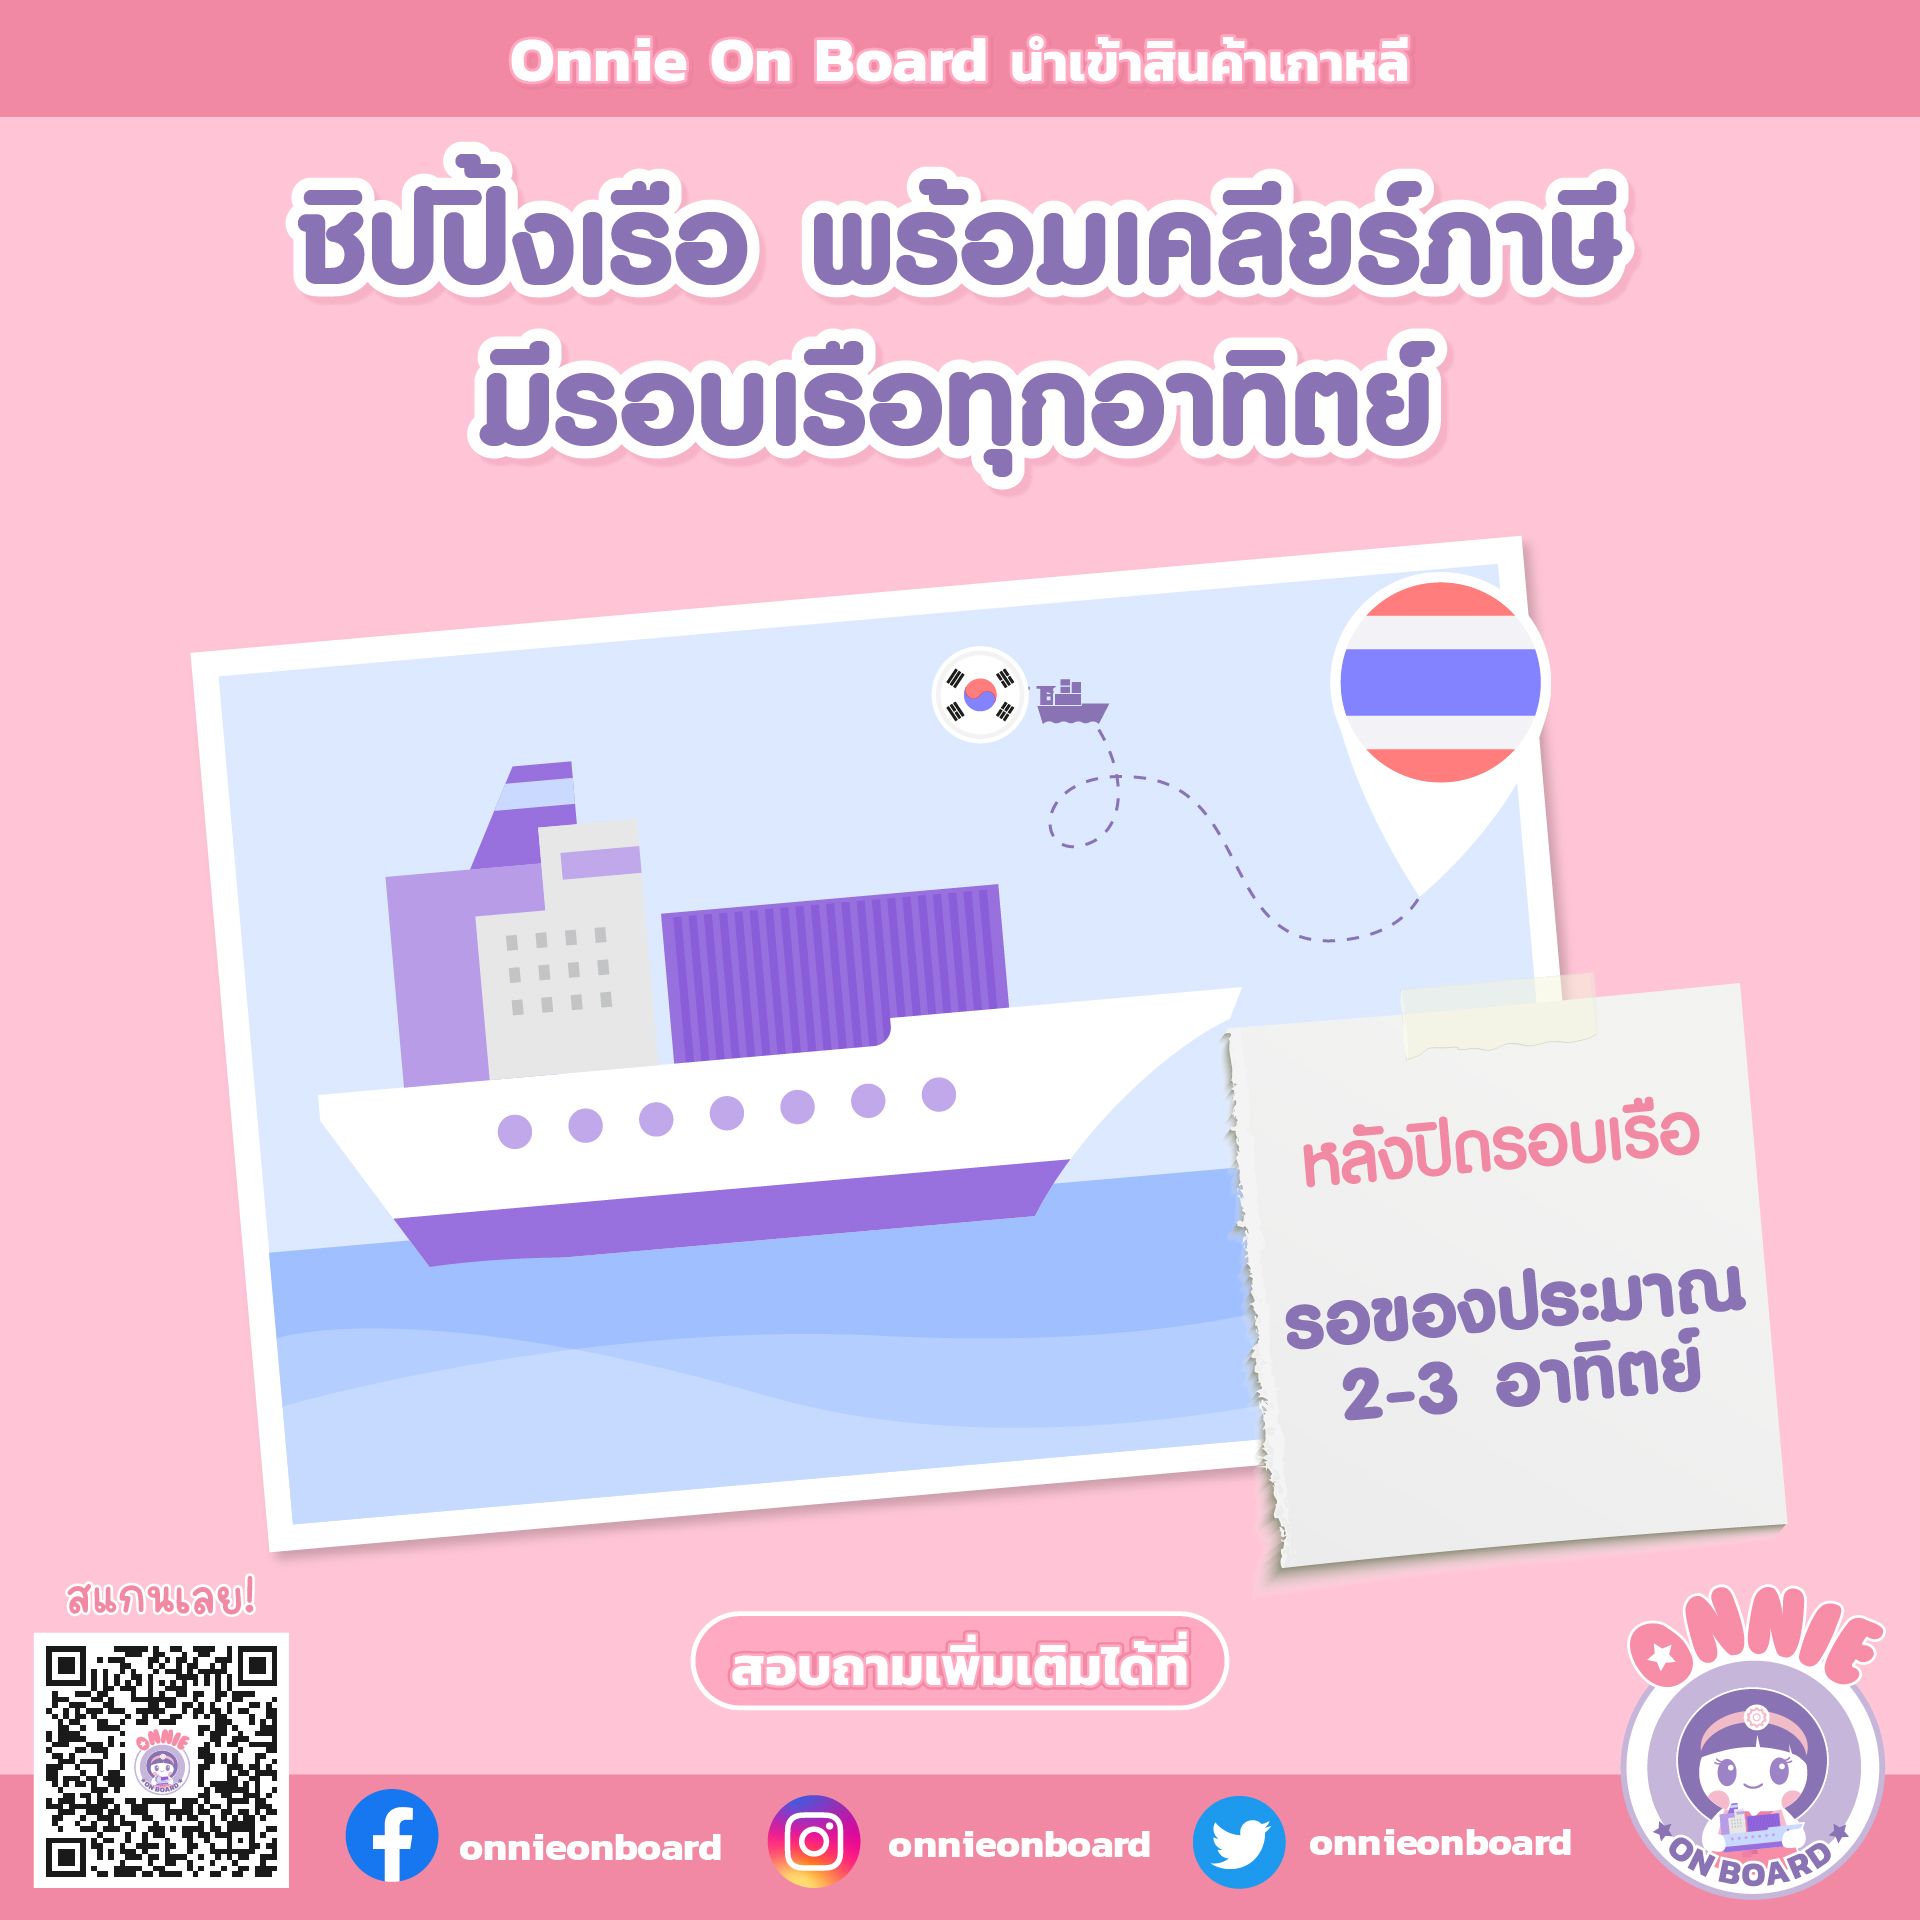 Onnie On Board นำเข้าสินค้าเกาหลี
ชิปปิ้งเรือ พร้อมเคลียร์ภาษี
มีรอบเรือทุกอาทิตย์
หลังปิดรอบเรือ
รอของประมาณ
2-3 อาทิตย์
สแกนเลย!
สอบถามเพิ่มเติมได้ที่
ONNIE
ON BOARD
onnieonboard
onnieonboard
onnieonboard
ONNIE
ON BOARD